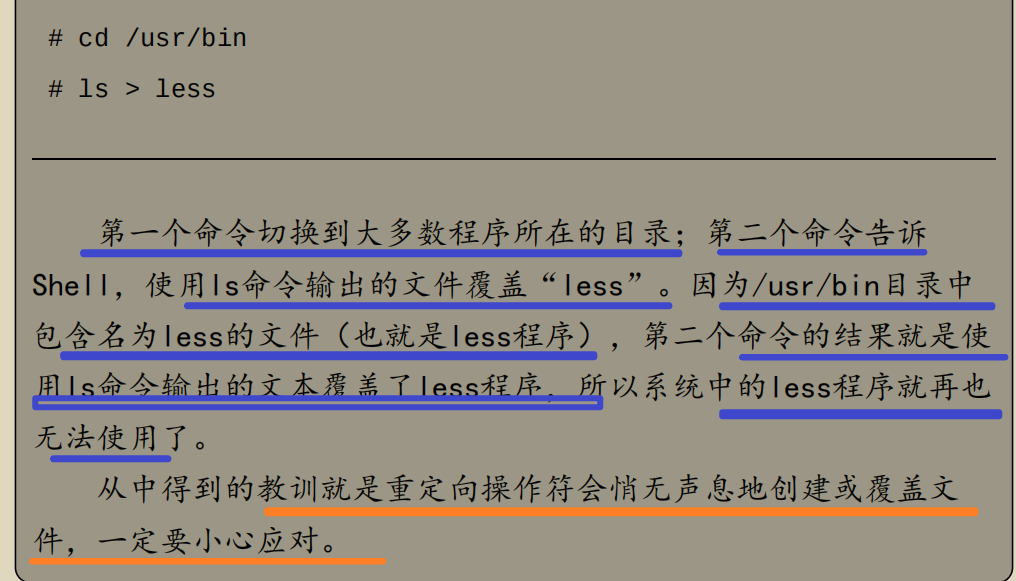 # cd /usr/bin
# ls > less
第一个命令切换到大多数程序所在的目录；第二个命令告诉
Shell，使用ls命令输出的文件覆盖“less”。因为/usr/bin目录中
包含名为less的文件（也就是less程序），第二个命令的结果就是使
用ls命令输出的文本覆盖了less程序，所以系统中的less程序就再也
无法使用了。
从中得到的教训就是重定向操作符会悄无声息地创建或覆盖文
件，一定要小心应对。